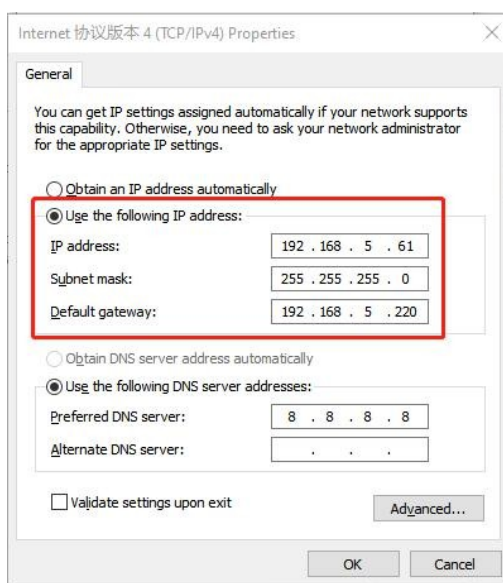 Internet 协议版本 4 (TCP/IPv4) Properties
General
You can get IP settings assigned automatically if your network supports
this capability. Otherwise, you need to ask your network administrator
for the appropriate IP settings.
Obtain an IP address automatically
Use the following IP address:
IP address: 192 . 168 . 5 . 61
Subnet mask: 255 . 255 . 255 . 0
Default gateway: 192 . 168 . 5 . 220
Obtain DNS server address automatically
Use the following DNS server addresses:
Preferred DNS server: 8 . 8 . 8 . 8
Alternate DNS server: . . .
Validate settings upon exit
Advanced...
OK Cancel